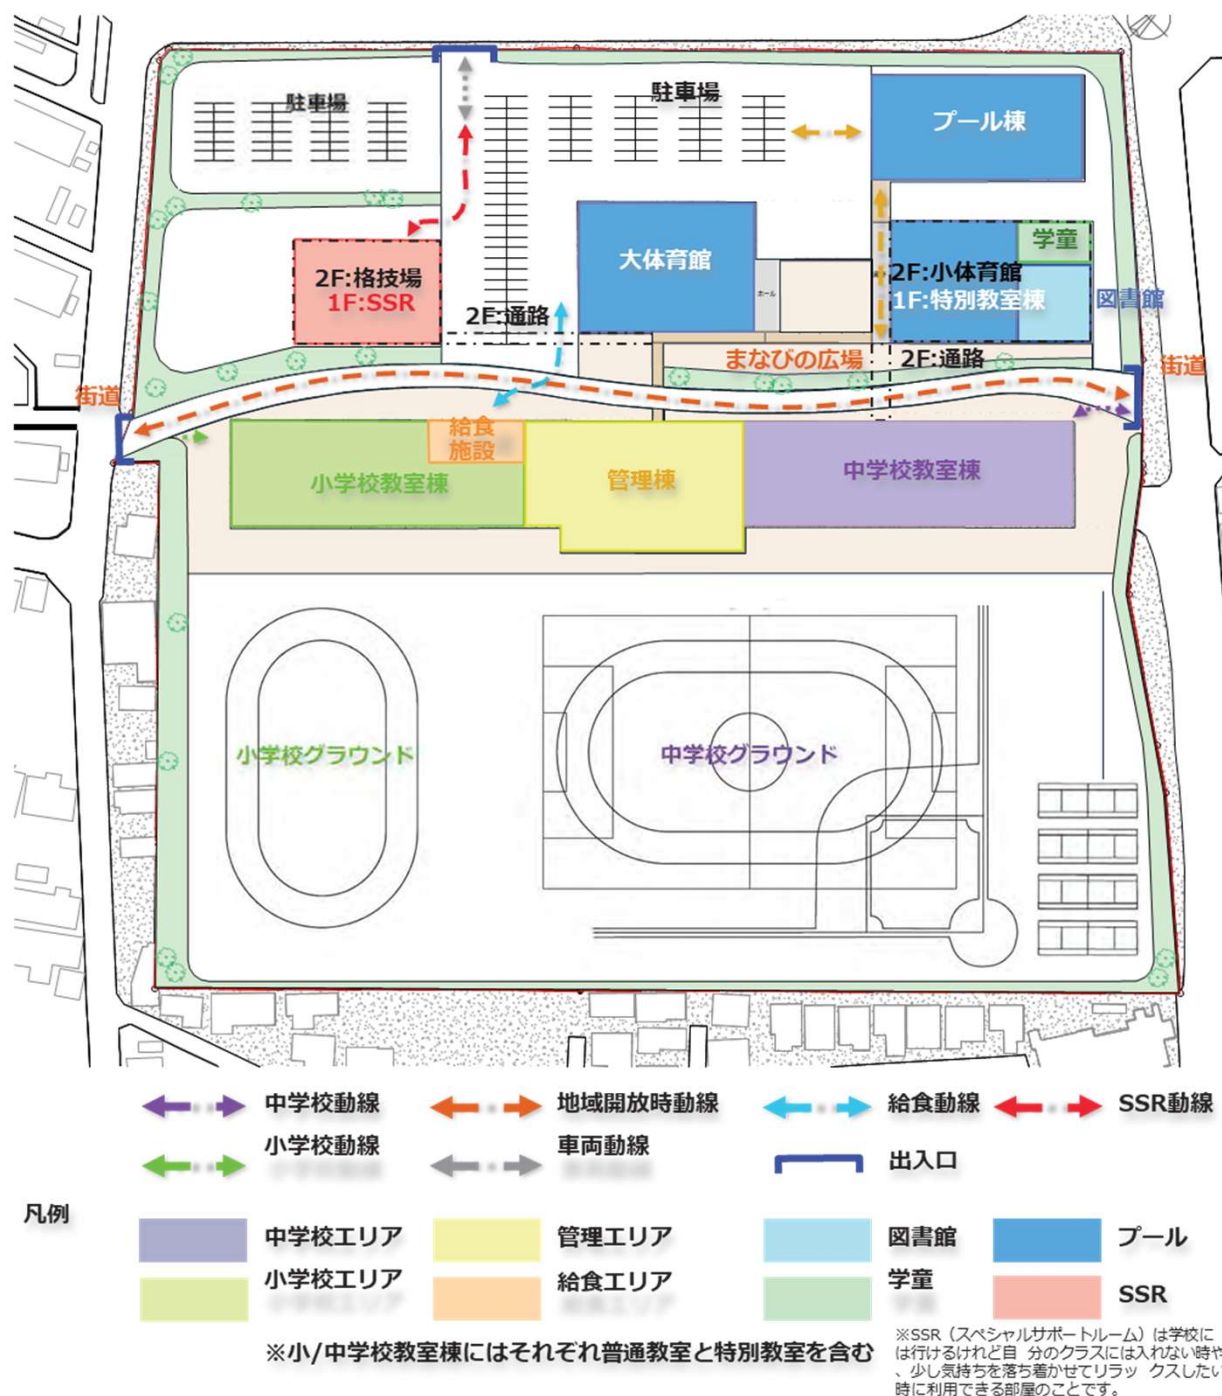 駐車場
駐車場
プール棟
学童
大体育館
2F:格技場
1F:SSR
2F:小体育館
1F:特別教室棟
図書館
ホール
2F:通路
まなびの広場
2F:通路
街道
街道
給食
施設
小学校教室棟
管理棟
中学校教室棟
小学校グラウンド
中学校グラウンド
中学校動線
地域開放時動線
給食動線
SSR動線
小学校動線
車両動線
出入口
凡例
中学校エリア
管理エリア
図書館
プール
小学校エリア
給食エリア
学童
SSR
※小/中学校教室棟にはそれぞれ普通教室と特別教室を含む
※SSR（スペシャルサポートルーム）は学校に
は行けるけれど自 分のクラスには入れない時や
、少し気持ちを落ち着かせてリラッ クスしたい
時に利用できる部屋のことです。